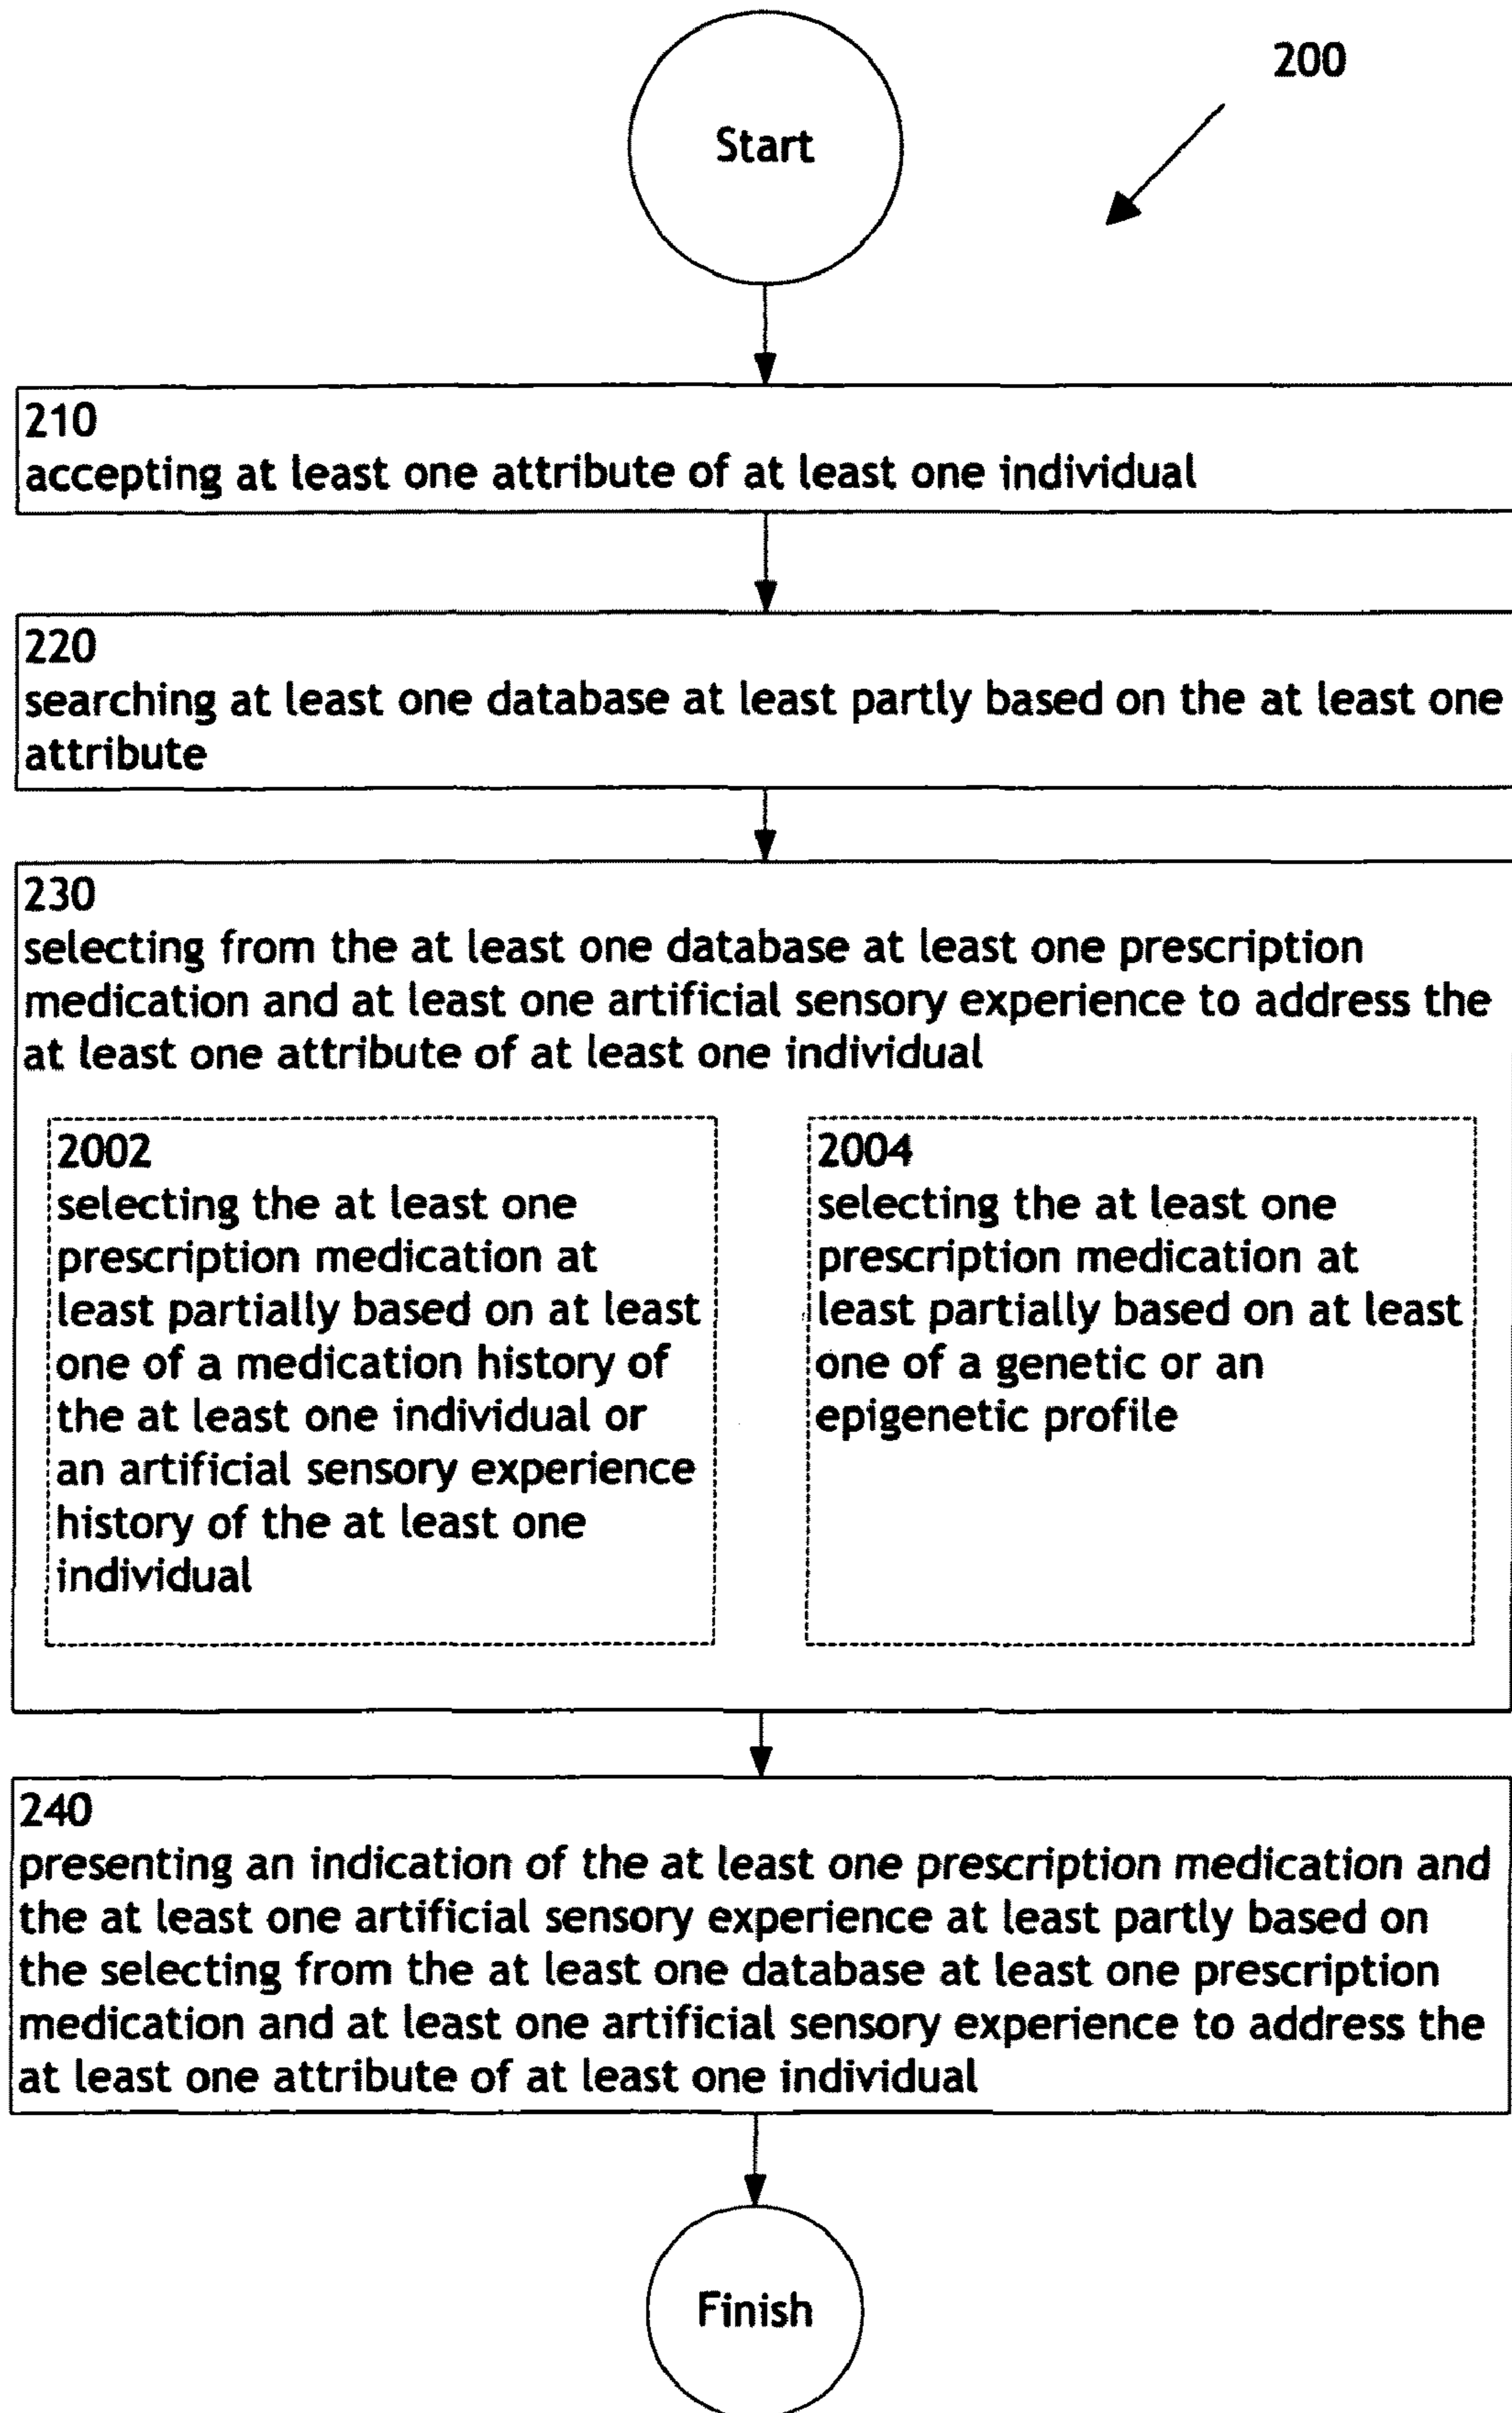 Start
200
210
accepting at least one attribute of at least one individual
220
searching at least one database at least partly based on the at least one
attribute
230
selecting from the at least one database at least one prescription
medication and at least one artificial sensory experience to address the
at least one attribute of at least one individual
2002
selecting the at least one
prescription medication at
least partially based on at least
one of a medication history of
the at least one individual or
an artificial sensory experience
history of the at least one
individual
2004
selecting the at least one
prescription medication at
least partially based on at least
one of a genetic or an
epigenetic profile
240
presenting an indication of the at least one prescription medication and
the at least one artificial sensory experience at least partly based on
the selecting from the at least one database at least one prescription
medication and at least one artificial sensory experience to address the
at least one attribute of at least one individual
Finish